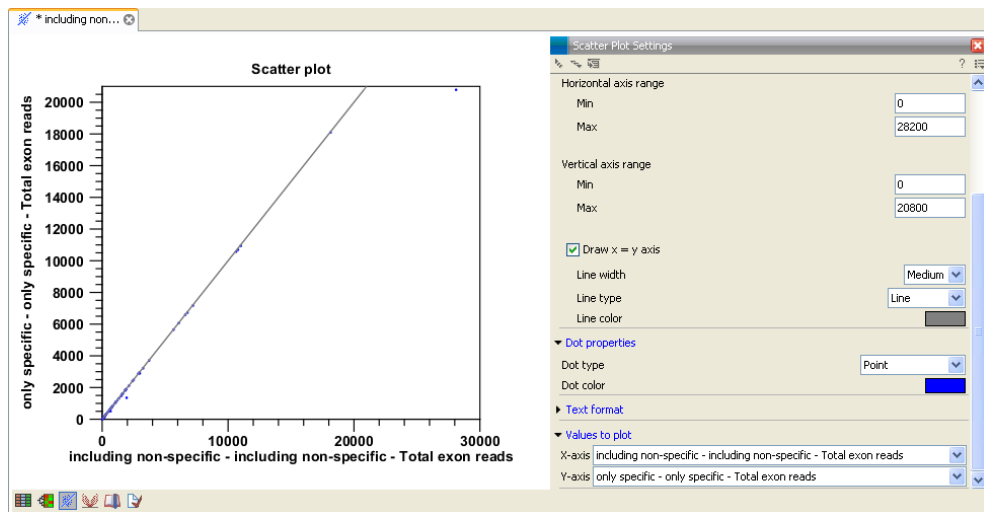 * including non...
Scatter plot
only specific - only specific - Total exon reads
20000
18000
16000
14000
12000
10000
8000
6000
4000
2000
0
0 10000 20000 30000
including non-specific - including non-specific - Total exon reads
Scatter Plot Settings
?
Horizontal axis range
Min 0
Max 28200
Vertical axis range
Min 0
Max 20800
Draw x = y axis
Line width Medium
Line type Line
Line color
Dot properties
Dot type Point
Dot color
Text format
Values to plot
X-axis including non-specific - including non-specific - Total exon reads
Y-axis only specific - only specific - Total exon reads